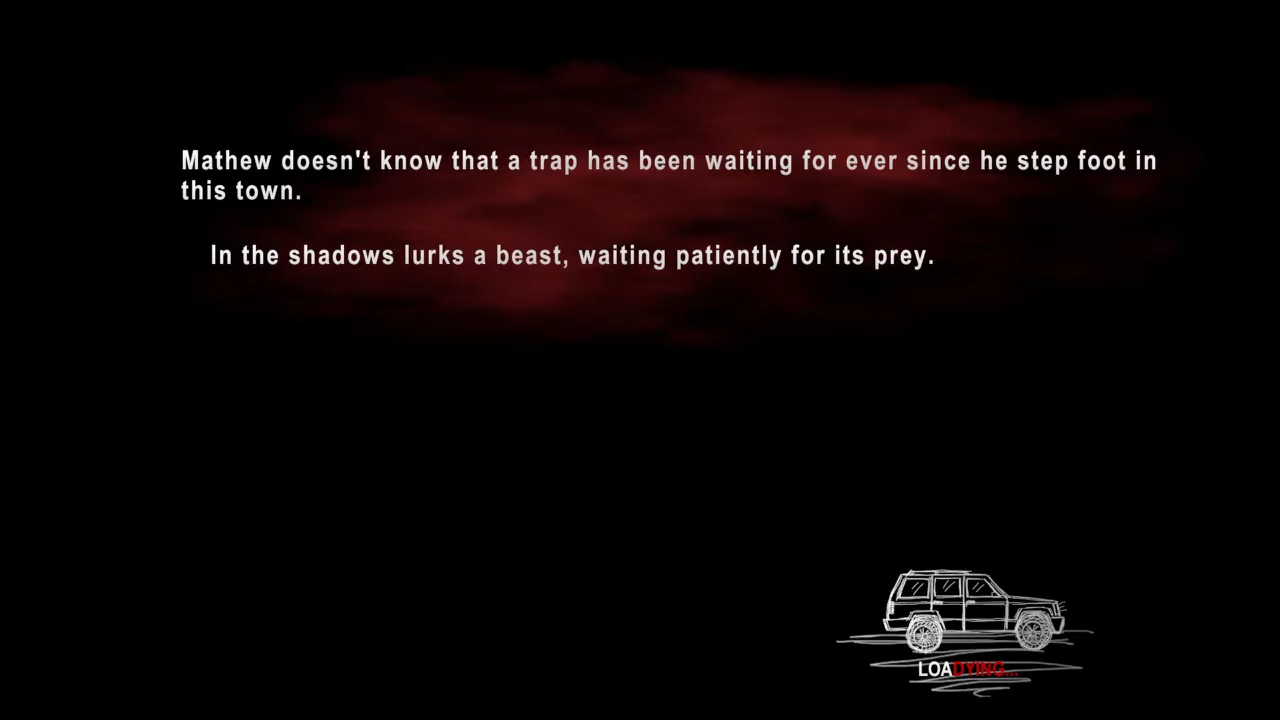 Mathew doesn't know that a trap has been waiting for ever since he step foot in
this town.
In the shadows lurks a beast, waiting patiently for its prey.
LOADYING...